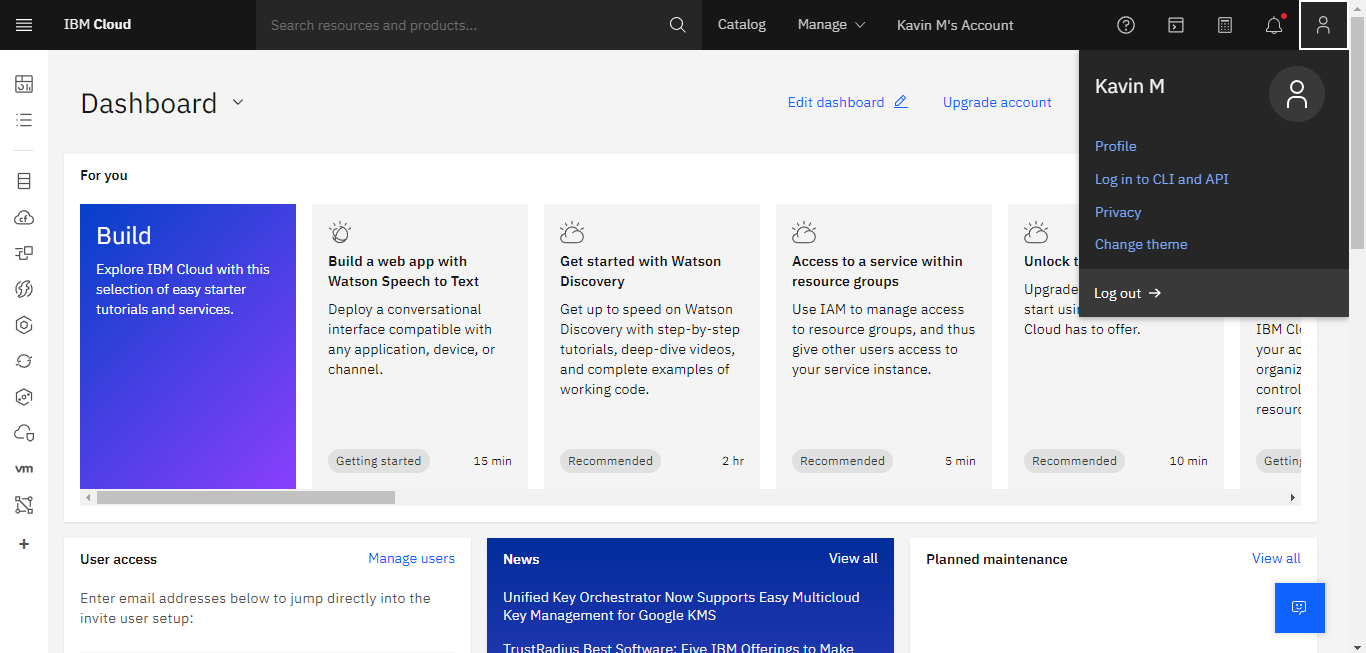 IBM Cloud
Search resources and products...
Catalog
Manage
Kavin M's Account
Kavin M
Profile
Log in to CLI and API
Privacy
Change theme
Log out
Dashboard
Edit dashboard
Upgrade account
For you
Build
Explore IBM Cloud with this
selection of easy starter
tutorials and services.
Build a web app with
Watson Speech to Text
Deploy a conversational
interface compatible with
any application, device, or
channel.
Getting started
15 min
Get started with Watson
Discovery
Get up to speed on Watson
Discovery with step-by-step
tutorials, deep-dive videos,
and complete examples of
working code.
Recommended
2 hr
Access to a service within
resource groups
Use IAM to manage access
to resource groups, and thus
give other users access to
your service instance.
Recommended
5 min
Unlock
Upgrade
start
Cloud has to offer.
Recommended
10 min
IBM
your
vm
User access
Manage users
Enter email addresses below to jump directly into the
invite user setup:
News
View all
Unified Key Orchestrator Now Supports Easy Multicloud
Key Management for Google KMS
TrustRadius Best Software: Five IBM Offerings to Make
Planned maintenance
View all